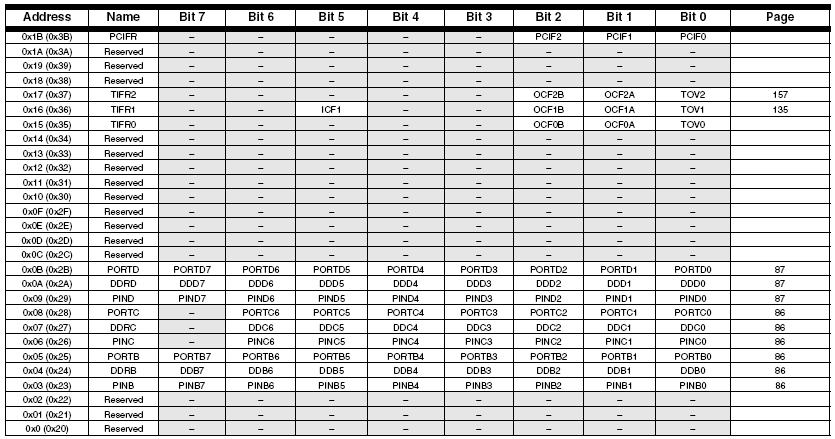 Address Name Bit 7 Bit 6 Bit 5 Bit 4 Bit 3 Bit 2 Bit 1 Bit 0 Page
0x1B (0x3B) PCIFR – – – – – PCIF2 PCIF1 PCIF0
0x1A (0x3A) Reserved – – – – – – – –
0x19 (0x39) Reserved – – – – – – – –
0x18 (0x38) Reserved – – – – – – – –
0x17 (0x37) TIFR2 – – – – – OCF2B OCF2A TOV2 157
0x16 (0x36) TIFR1 – – ICF1 – – OCF1B OCF1A TOV1 135
0x15 (0x35) TIFR0 – – – – – OCF0B OCF0A TOV0
0x14 (0x34) Reserved – – – – – – – –
0x13 (0x33) Reserved – – – – – – – –
0x12 (0x32) Reserved – – – – – – – –
0x11 (0x31) Reserved – – – – – – – –
0x10 (0x30) Reserved – – – – – – – –
0x0F (0x2F) Reserved – – – – – – – –
0x0E (0x2E) Reserved – – – – – – – –
0x0D (0x2D) Reserved – – – – – – – –
0x0C (0x2C) Reserved – – – – – – – –
0x0B (0x2B) PORTD PORTD7 PORTD6 PORTD5 PORTD4 PORTD3 PORTD2 PORTD1 PORTD0 87
0x0A (0x2A) DDRD DDD7 DDD6 DDD5 DDD4 DDD3 DDD2 DDD1 DDD0 87
0x09 (0x29) PIND PIND7 PIND6 PIND5 PIND4 PIND3 PIND2 PIND1 PIND0 87
0x08 (0x28) PORTC – PORTC6 PORTC5 PORTC4 PORTC3 PORTC2 PORTC1 PORTC0 86
0x07 (0x27) DDRC – DDC6 DDC5 DDC4 DDC3 DDC2 DDC1 DDC0 86
0x06 (0x26) PINC – PINC6 PINC5 PINC4 PINC3 PINC2 PINC1 PINC0 86
0x05 (0x25) PORTB PORTB7 PORTB6 PORTB5 PORTB4 PORTB3 PORTB2 PORTB1 PORTB0 86
0x04 (0x24) DDRB DDB7 DDB6 DDB5 DDB4 DDB3 DDB2 DDB1 DDB0 86
0x03 (0x23) PINB PINB7 PINB6 PINB5 PINB4 PINB3 PINB2 PINB1 PINB0 86
0x02 (0x22) Reserved – – – – – – – –
0x01 (0x21) Reserved – – – – – – – –
0x0 (0x20) Reserved – – – – – – – –